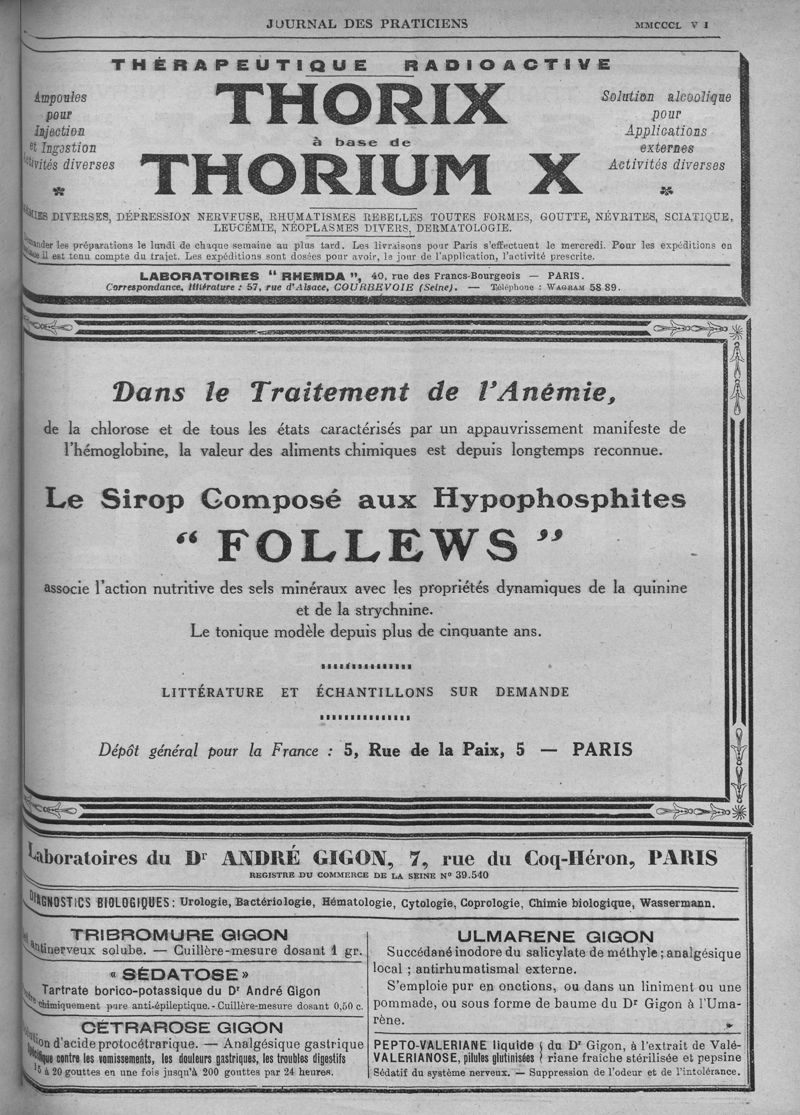 JOURNAL DES PRATICIENS MMCCCL V I
THÉRAPEUTIQUE RADIOACTIVE
Ampoules
pour
Injection
et Ingestion
Activités diverses
THORIX
à base de
THORIUM X
Solution alcoolique
pour
Applications
externes
Activités diverses
DIVERSES, DÉPRESSION NERVEUSE, RHUMATISMES REBELLES TOUTES FORMES, GOUTTE, NÉVRITES, SCIATIQUE,
LEUCÉMIE, NÉOPLASMES DIVERS, DERMATOLOGIE.
Demander les préparations le lundi de chaque semaine au plus tard. Les livraisons pour Paris s'effectuent le mercredi. Pour les expéditions en
il est tenu compte du trajet. Les expéditions sont dosées pour avoir, le jour de l'application, l'activité prescrite.
LABORATOIRES “ RHEMDA ”, 40, rue des Francs-Bourgeois — PARIS.
Correspondance, littérature : 57, rue d'Alsace, COURBEVOIE (Seine). — Téléphone : WAGRAM 58 89.
Dans le Traitement de l'Anémie,
de la chlorose et de tous les états caractérisés par un appauvrissement manifeste de
l'hémoglobine, la valeur des aliments chimiques est depuis longtemps reconnue.
Le Sirop Composé aux Hypophosphites
“ FOLLEWS ”
associe l'action nutritive des sels minéraux avec les propriétés dynamiques de la quinine
et de la strychnine.
Le tonique modèle depuis plus de cinquante ans.
LITTÉRATURE ET ÉCHANTILLONS SUR DEMANDE
Dépôt général pour la France : 5, Rue de la Paix, 5 — PARIS
Laboratoires du Dr ANDRÉ GIGON, 7, rue du Coq-Héron, PARIS
REGISTRE DU COMMERCE DE LA SEINE N° 39.540
DIAGNOSTICS BIOLOGIQUES : Urologie, Bactériologie, Hématologie, Cytologie, Coprologie, Chimie biologique, Wassermann.
TRIBROMURE GIGON
Antinerveux soluble. — Cuillère-mesure dosant 1 gr.
« SÉDATOSE »
Tartrate borico-potassique du Dr André Gigon
chimiquement pure anti-épileptique. - Cuillère-mesure dosant 0,50 c.
CÉTRAROSE GIGON
d'acide protocétrarique. — Analgésique gastrique
Spécifique contre les vomissements, les douleurs gastriques, les troubles digestifs
15 à 20 gouttes en une fois jusqu'à 200 gouttes par 24 heures.
ULMARENE GIGON
Succédané inodore du salicylate de méthyle ; analgésique
local ; antirhumatismal externe.
S'emploie pur en onctions, ou dans un liniment ou une
pommade, ou sous forme de baume du Dr Gigon à l'Uma-
rène.
PEPTO-VALERIANE liquide } du Dr Gigon, à l'extrait de Valé-
VALERIANOSE, pilules glutinisées } riane fraîche stérilisée et pepsine
Sédatif du système nerveux. — Suppression de l'odeur et de l'intolérance.